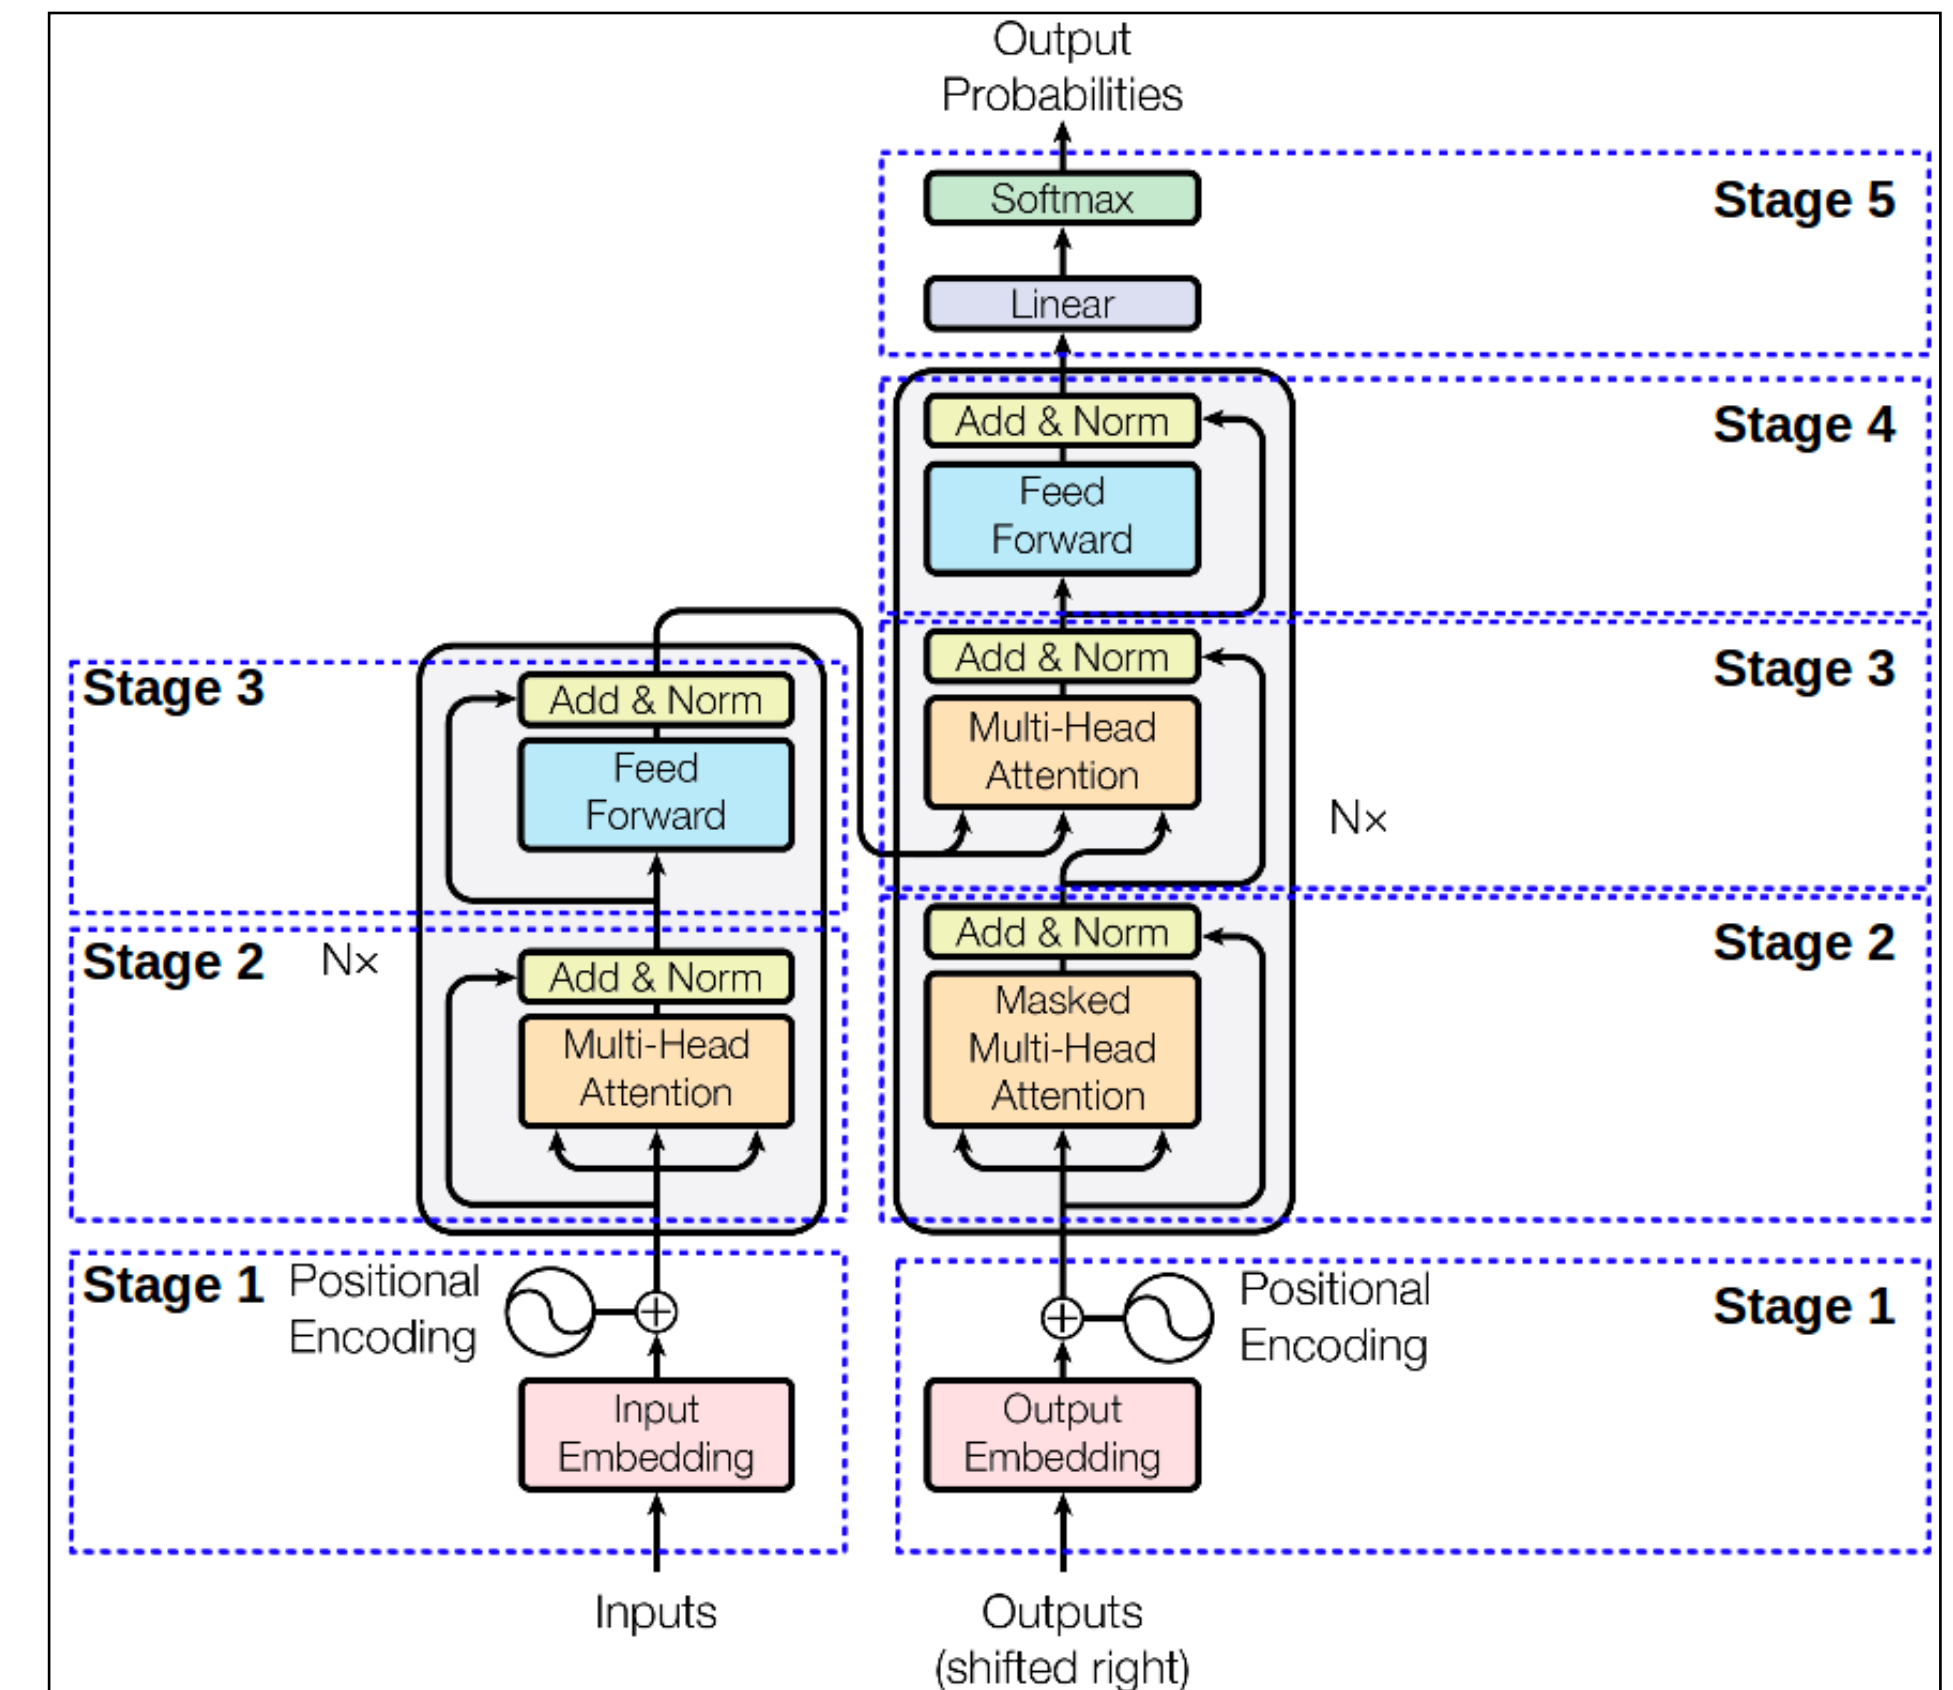 Output
Probabilities
Softmax
Stage 5
Linear
Add & Norm
Stage 4
Feed
Forward
Add & Norm
Stage 3
Multi-Head
Attention
N×
Add & Norm
Stage 2
Masked
Multi-Head
Attention
Stage 3
Add & Norm
Feed
Forward
Stage 2
N×
Add & Norm
Multi-Head
Attention
Stage 1
Positional
Encoding
Input
Embedding
Inputs
Positional
Encoding
Stage 1
Output
Embedding
Outputs
(shifted right)